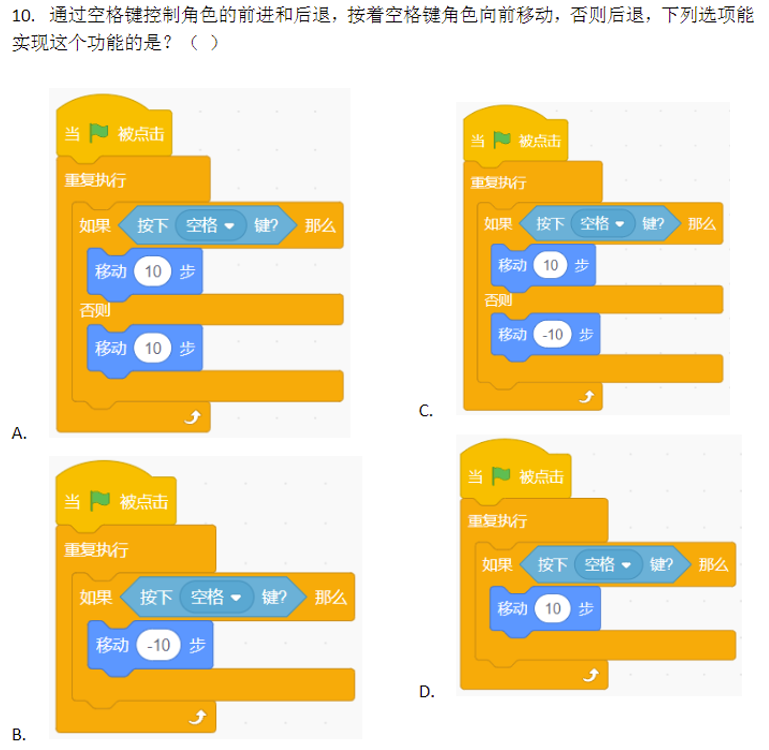 10. 通过空格键控制角色的前进和后退，按着空格键角色向前移动，否则后退，下列选项能
实现这个功能的是？（ ）
当 被点击
重复执行
如果 按下 空格 键? 那么
移动 10 步
否则
移动 10 步
A.
当 被点击
重复执行
如果 按下 空格 键? 那么
移动 10 步
否则
移动 -10 步
C.
当 被点击
重复执行
如果 按下 空格 键? 那么
移动 -10 步
B.
当 被点击
重复执行
如果 按下 空格 键? 那么
移动 10 步
D.